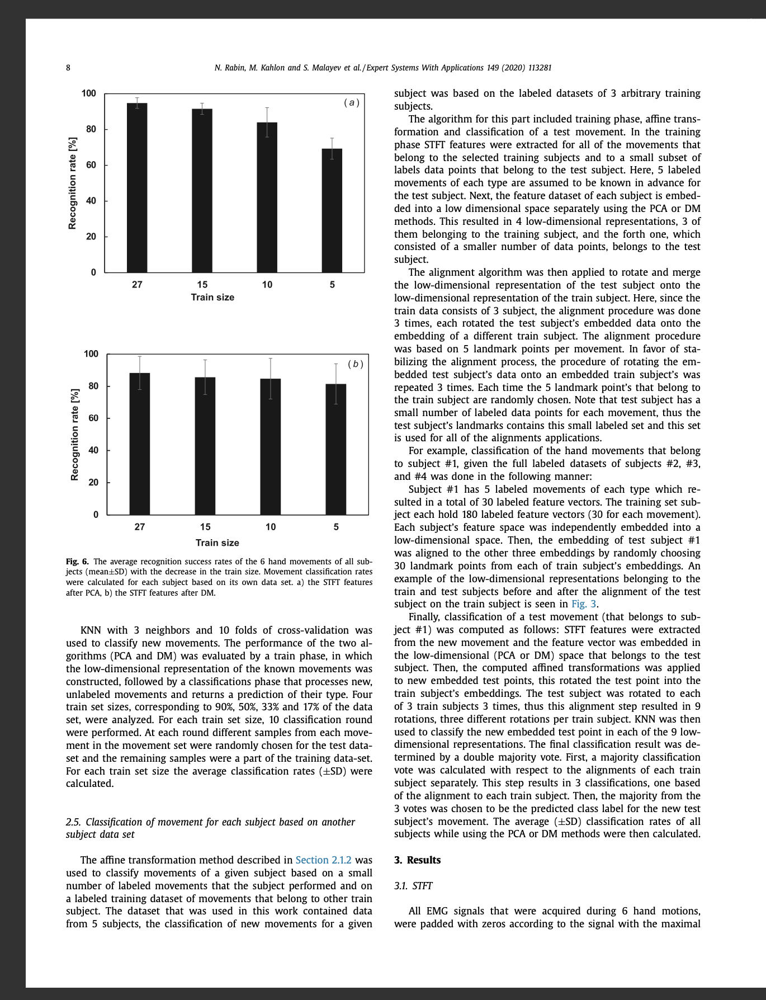 8
N. Rabin, M. Kahlon and S. Malayev et al. / Expert Systems With Applications 149 (2020) 113281
100
80
60
40
20
0
Recognition rate [%]
(a)
27 15 10 5
Train size
100
80
60
40
20
0
Recognition rate [%]
(b)
27 15 10 5
Train size
Fig. 6. The average recognition success rates of the 6 hand movements of all sub-
jects (mean±SD) with the decrease in the train size. Movement classification rates
were calculated for each subject based on its own data set. a) the STFT features
after PCA, b) the STFT features after DM.
KNN with 3 neighbors and 10 folds of cross-validation was
used to classify new movements. The performance of the two al-
gorithms (PCA and DM) was evaluated by a train phase, in which
the low-dimensional representation of the known movements was
constructed, followed by a classifications phase that processes new,
unlabeled movements and returns a prediction of their type. Four
train set sizes, corresponding to 90%, 50%, 33% and 17% of the data
set, were analyzed. For each train set size, 10 classification round
were performed. At each round different samples from each move-
ment in the movement set were randomly chosen for the test data-
set and the remaining samples were a part of the training data-set.
For each train set size the average classification rates (±SD) were
calculated.
2.5. Classification of movement for each subject based on another
subject data set
The affine transformation method described in Section 2.1.2 was
used to classify movements of a given subject based on a small
number of labeled movements that the subject performed and on
a labeled training dataset of movements that belong to other train
subject. The dataset that was used in this work contained data
from 5 subjects, the classification of new movements for a given
subject was based on the labeled datasets of 3 arbitrary training
subjects.
The algorithm for this part included training phase, affine trans-
formation and classification of a test movement. In the training
phase STFT features were extracted for all of the movements that
belong to the selected training subjects and to a small subset of
labels data points that belong to the test subject. Here, 5 labeled
movements of each type are assumed to be known in advance for
the test subject. Next, the feature dataset of each subject is embed-
ded into a low dimensional space separately using the PCA or DM
methods. This resulted in 4 low-dimensional representations, 3 of
them belonging to the training subject, and the forth one, which
consisted of a smaller number of data points, belongs to the test
subject.
The alignment algorithm was then applied to rotate and merge
the low-dimensional representation of the test subject onto the
low-dimensional representation of the train subject. Here, since the
train data consists of 3 subject, the alignment procedure was done
3 times, each rotated the test subject's embedded data onto the
embedding of a different train subject. The alignment procedure
was based on 5 landmark points per movement. In favor of sta-
bilizing the alignment process, the procedure of rotating the em-
bedded test subject's data onto an embedded train subject's was
repeated 3 times. Each time the 5 landmark point's that belong to
the train subject are randomly chosen. Note that test subject has a
small number of labeled data points for each movement, thus the
test subject's landmarks contains this small labeled set and this set
is used for all of the alignments applications.
For example, classification of the hand movements that belong
to subject #1, given the full labeled datasets of subjects #2, #3,
and #4 was done in the following manner:
Subject #1 has 5 labeled movements of each type which re-
sulted in a total of 30 labeled feature vectors. The training set sub-
ject each hold 180 labeled feature vectors (30 for each movement).
Each subject's feature space was independently embedded into a
low-dimensional space. Then, the embedding of test subject #1
was aligned to the other three embeddings by randomly choosing
30 landmark points from each of train subject's embeddings. An
example of the low-dimensional representations belonging to the
train and test subjects before and after the alignment of the test
subject on the train subject is seen in Fig. 3.
Finally, classification of a test movement (that belongs to sub-
ject #1) was computed as follows: STFT features were extracted
from the new movement and the feature vector was embedded in
the low-dimensional (PCA or DM) space that belongs to the test
subject. Then, the computed affined transformations was applied
to new embedded test points, this rotated the test point into the
train subject's embeddings. The test subject was rotated to each
of 3 train subjects 3 times, thus this alignment step resulted in 9
rotations, three different rotations per train subject. KNN was then
used to classify the new embedded test point in each of the 9 low-
dimensional representations. The final classification result was de-
termined by a double majority vote. First, a majority classification
vote was calculated with respect to the alignments of each train
subject separately. This step results in 3 classifications, one based
of the alignment to each train subject. Then, the majority from the
3 votes was chosen to be the predicted class label for the new test
subject's movement. The average (±SD) classification rates of all
subjects while using the PCA or DM methods were then calculated.
3. Results
3.1. STFT
All EMG signals that were acquired during 6 hand motions,
were padded with zeros according to the signal with the maximal